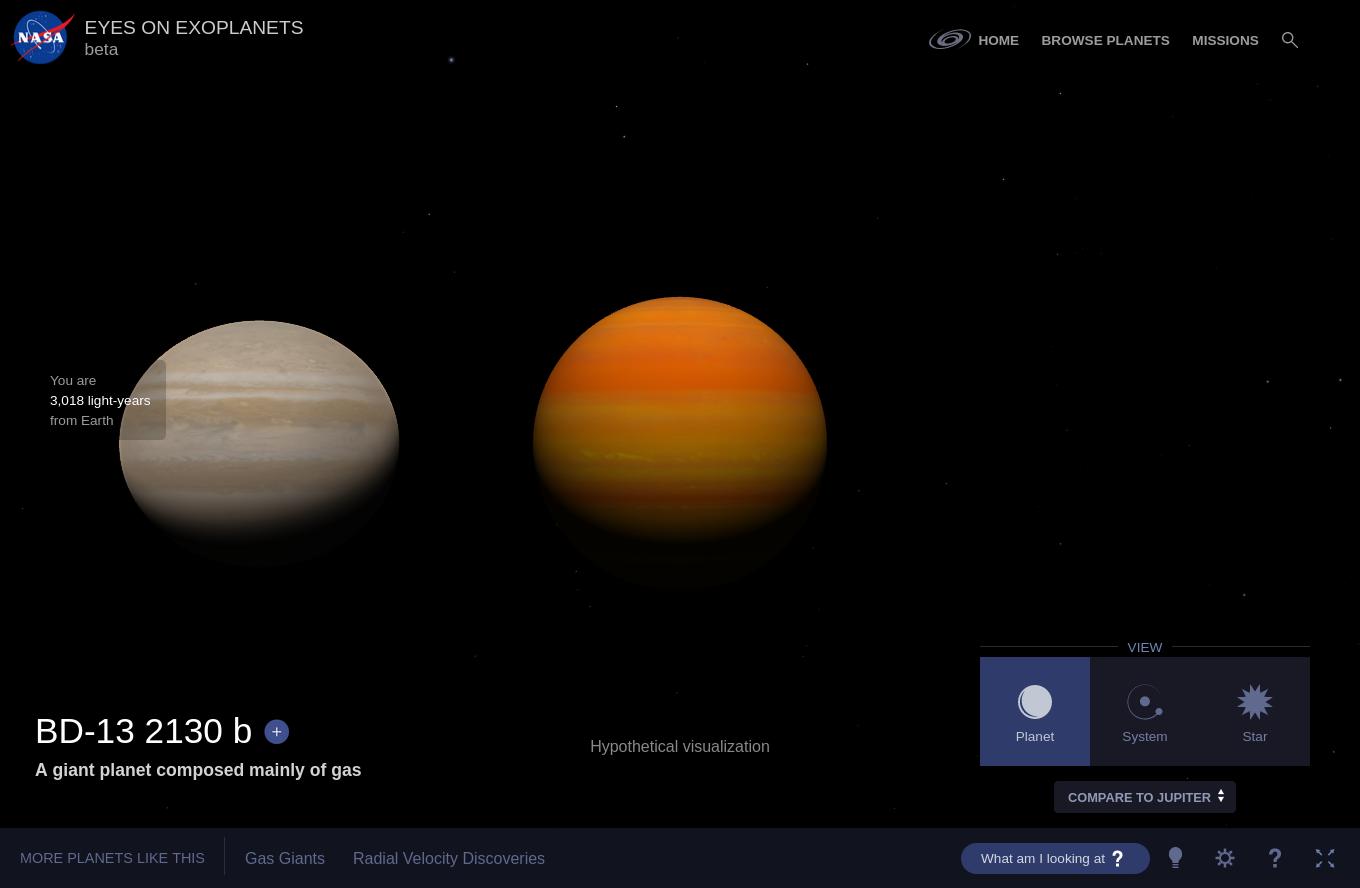 NASA
EYES ON EXOPLANETS
beta
HOME
BROWSE PLANETS
MISSIONS
You are
3,018 light-years
from Earth
VIEW
Planet
System
Star
BD-13 2130 b +
A giant planet composed mainly of gas
Hypothetical visualization
COMPARE TO JUPITER
MORE PLANETS LIKE THIS
Gas Giants
Radial Velocity Discoveries
What am I looking at ?
?